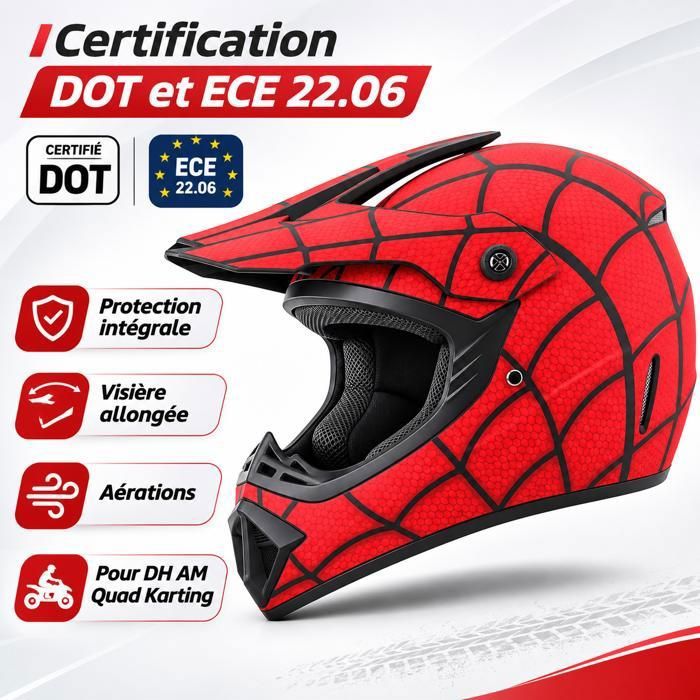 Certification
DOT et ECE 22.06
CERTIFIÉ
DOT
ECE
22.06
Protection
intégrale
Visière
allongée
Aérations
Pour DH AM
Quad Karting